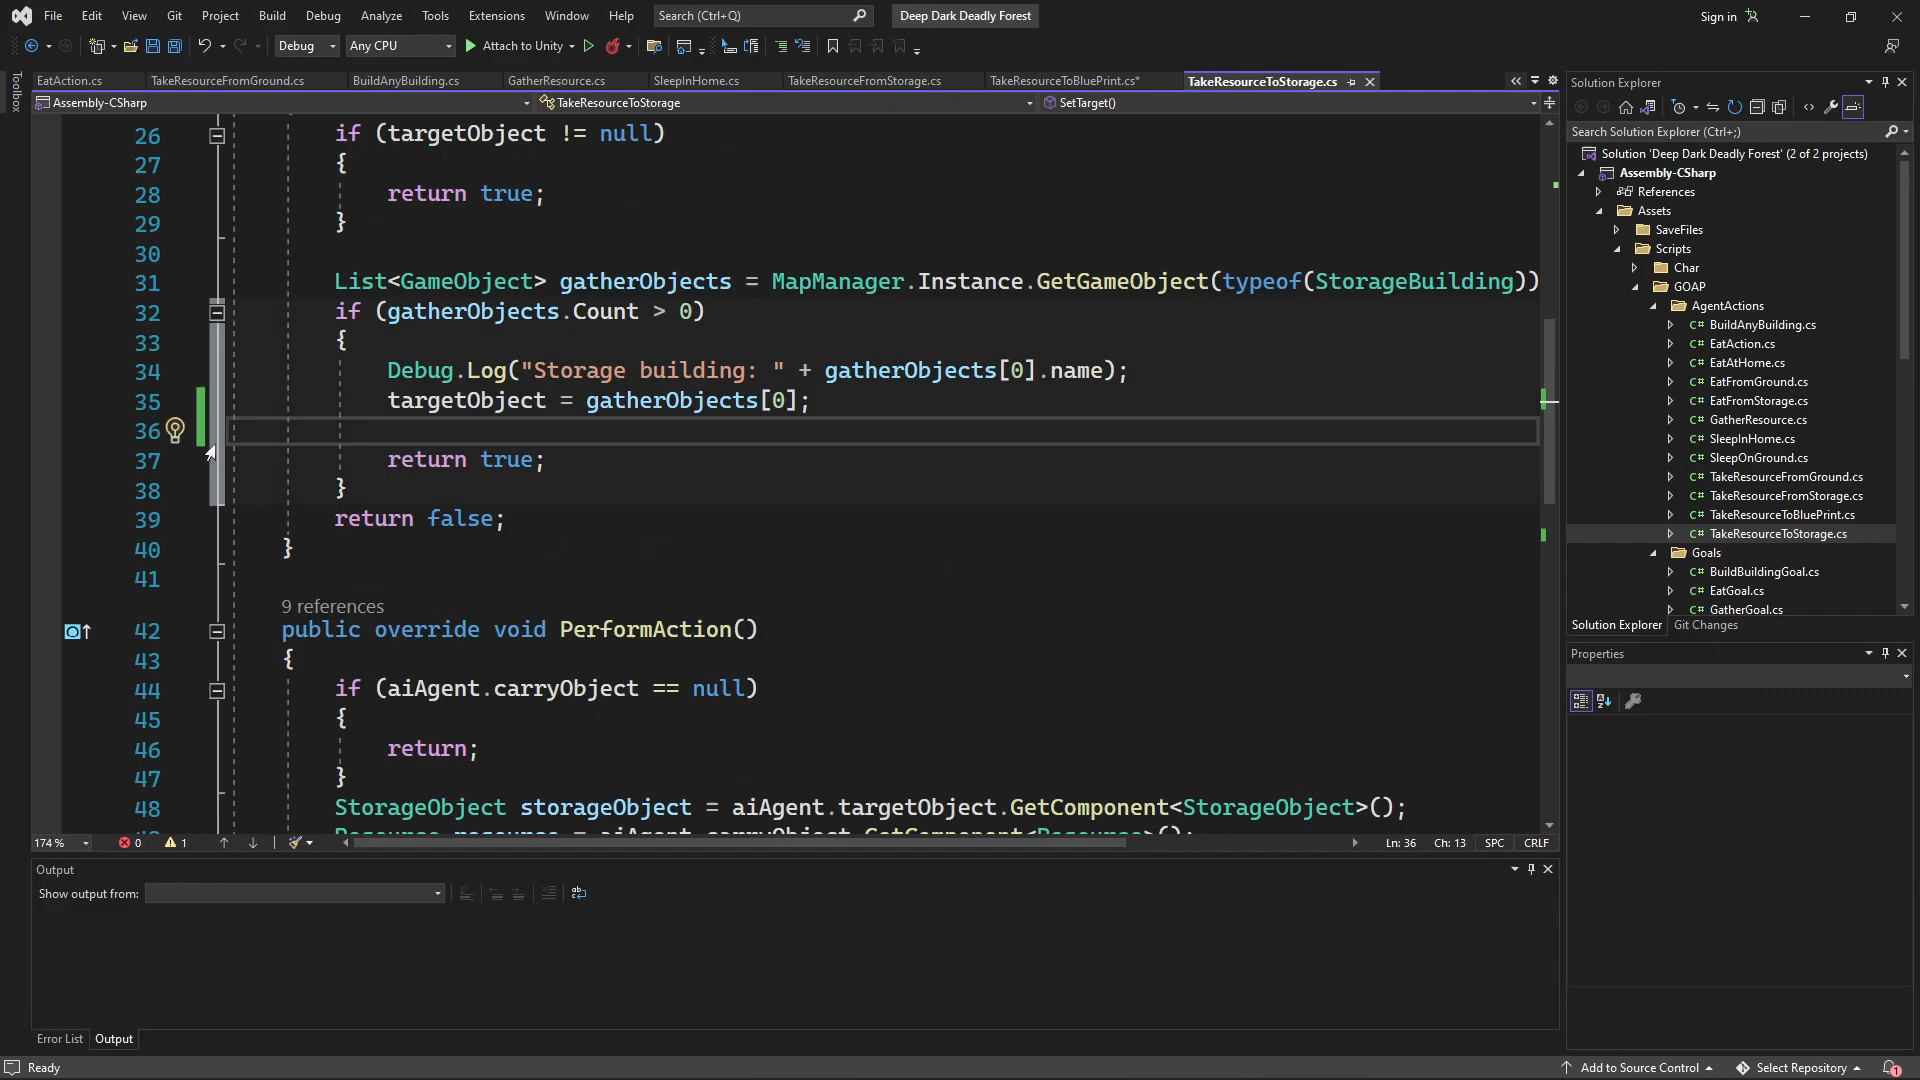 File Edit View Git Project Build Debug Analyze Tools Extensions Window Help Search (Ctrl+Q) Deep Dark Deadly Forest Sign in
Debug Any CPU Attach to Unity
Toolbox
EatAction.cs TakeResourceFromGround.cs BuildAnyBuilding.cs GatherResource.cs SleepInHome.cs TakeResourceFromStorage.cs TakeResourceToBluePrint.cs* TakeResourceToStorage.cs
Assembly-CSharp TakeResourceToStorage SetTarget()
26 if (targetObject != null)
27 {
28 return true;
29 }
30
31 List<GameObject> gatherObjects = MapManager.Instance.GetGameObject(typeof(StorageBuilding))
32 if (gatherObjects.Count > 0)
33 {
34 Debug.Log("Storage building: " + gatherObjects[0].name);
35 targetObject = gatherObjects[0];
36
37 return true;
38 }
39 return false;
40 }
41
9 references
42 public override void PerformAction()
43 {
44 if (aiAgent.carryObject == null)
45 {
46 return;
47 }
48 StorageObject storageObject = aiAgent.targetObject.GetComponent<StorageObject>();
174 % 0 1 Ln: 36 Ch: 13 SPC CRLF
Output
Show output from:
Error List Output
Solution Explorer
Search Solution Explorer (Ctrl+;)
Solution 'Deep Dark Deadly Forest' (2 of 2 projects)
Assembly-CSharp
References
Assets
SaveFiles
Scripts
Char
GOAP
AgentActions
C# BuildAnyBuilding.cs
C# EatAction.cs
C# EatAtHome.cs
C# EatFromGround.cs
C# EatFromStorage.cs
C# GatherResource.cs
C# SleepInHome.cs
C# SleepOnGround.cs
C# TakeResourceFromGround.cs
C# TakeResourceFromStorage.cs
C# TakeResourceToBluePrint.cs
C# TakeResourceToStorage.cs
Goals
C# BuildBuildingGoal.cs
C# EatGoal.cs
C# GatherGoal.cs
Solution Explorer Git Changes
Properties
Ready Add to Source Control Select Repository 1